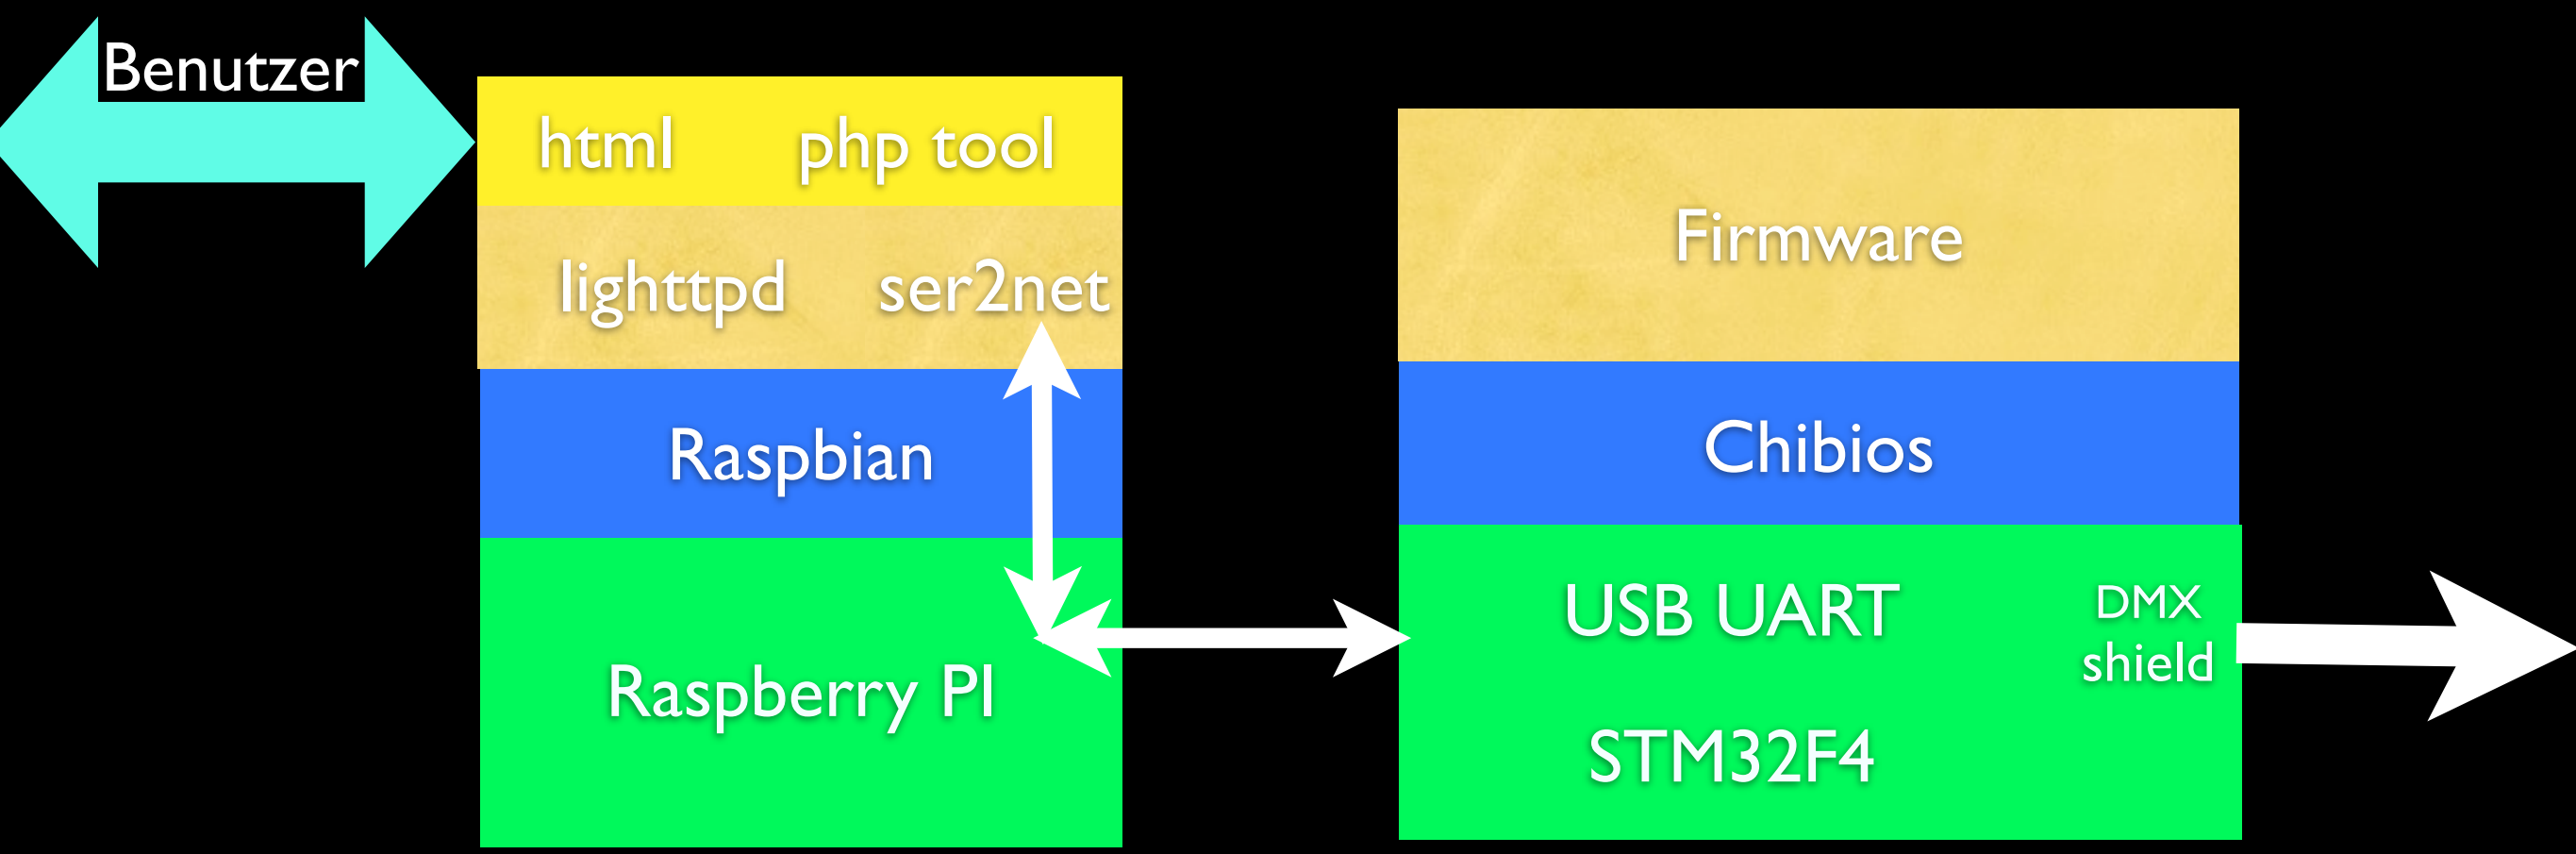 Benutzer
html php tool
lighttpd ser2net
Raspbian
Raspberry PI
Firmware
Chibios
USB UART
DMX
shield
STM32F4